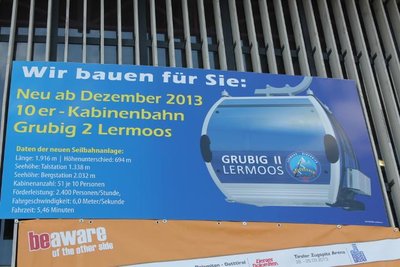 Wir bauen für Sie:
Neu ab Dezember 2013
10er-Kabinenbahn
Grubig 2 Lermoos
Daten der neuen Seilbahnanlage:
Länge: 1.916 m | Höhenunterschied: 694 m
Seehöhe: Talstation 1.338 m
Seehöhe: Bergstation 2.032 m
Kabinenanzahl: 51 je 10 Personen
Förderleistung: 2.400 Personen/Stunde,
Fahrgeschwindigkeit: 6,0 Meter/Sekunde
Fahrzeit: 5,46 Minuten
GRUBIG II
LERMOOS
beaware
of the other side
Tiroler Zugspitz Arena